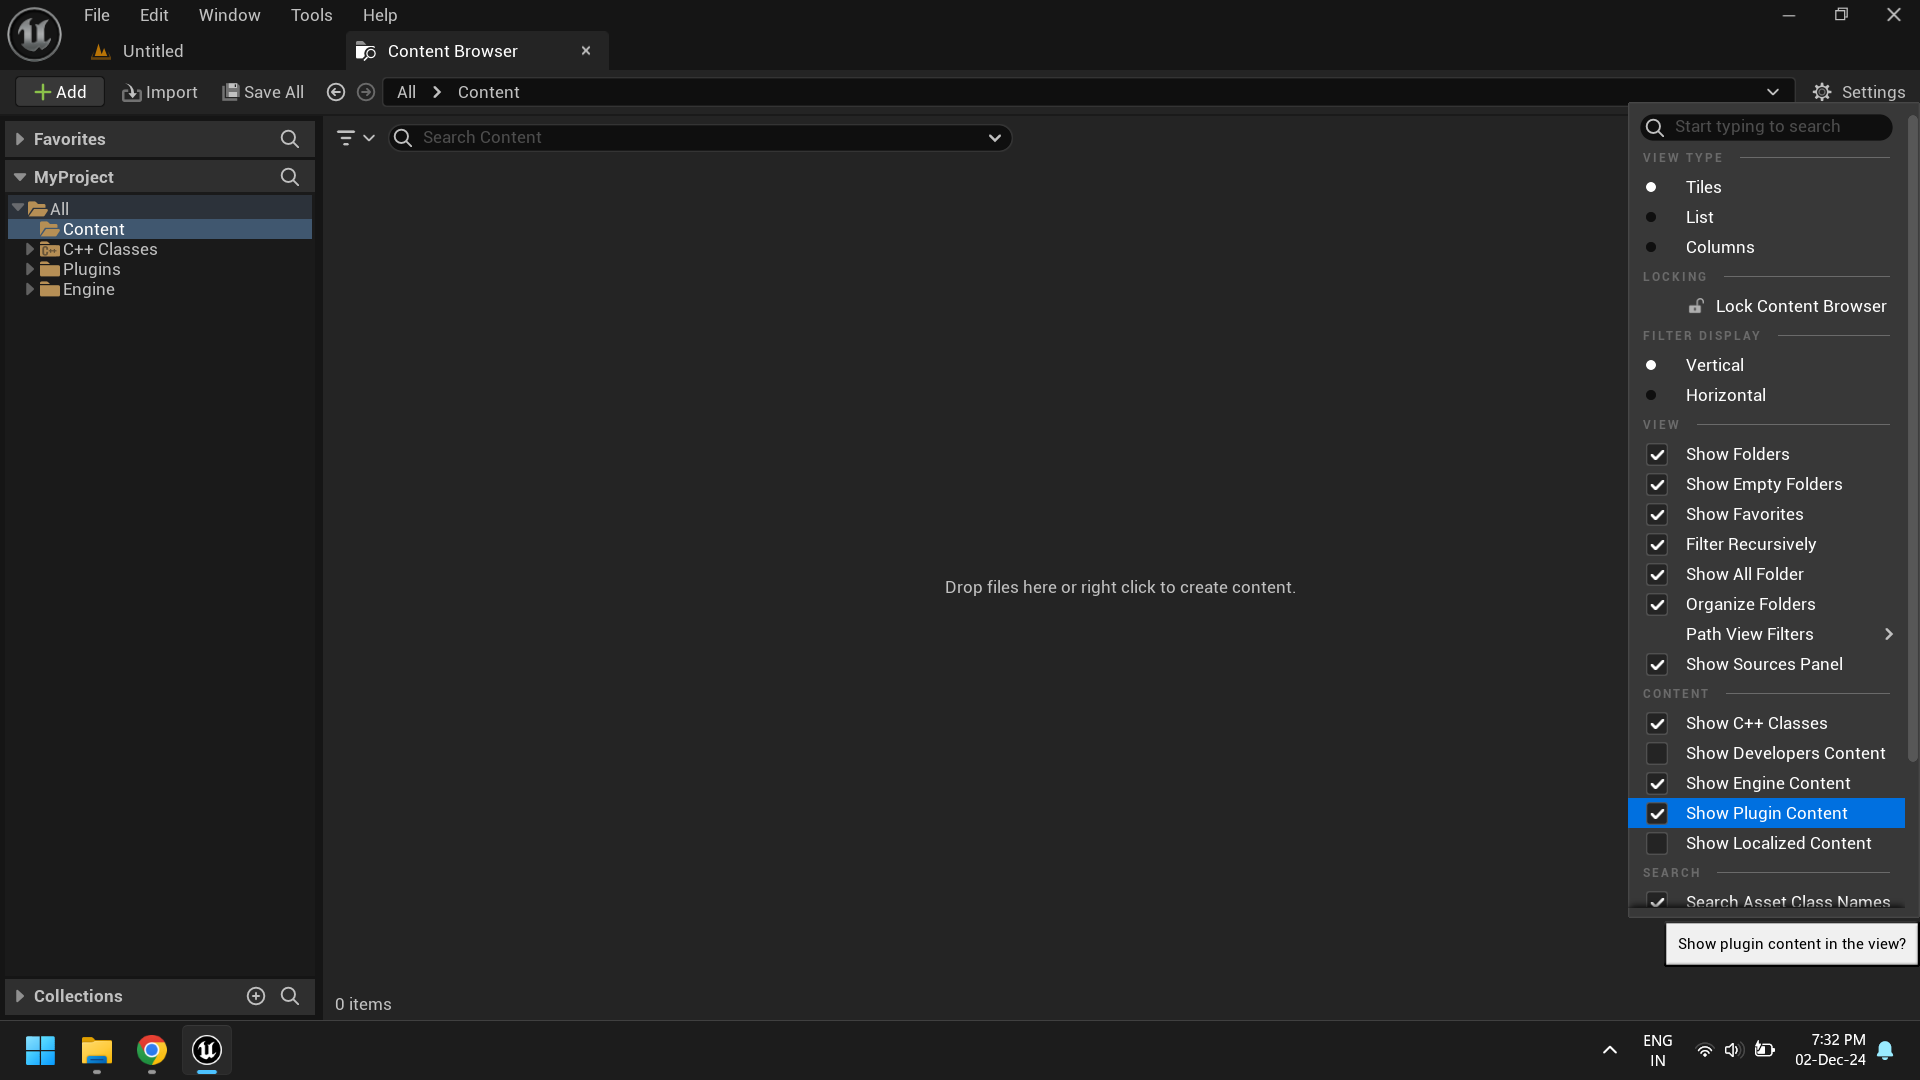 File Edit Window Tools Help
Untitled
Content Browser
Add Import Save All All Content Settings
Favorites
MyProject
All
Content
C++ Classes
Plugins
Engine
Collections
Search Content
Drop files here or right click to create content.
0 items
Start typing to search
VIEW TYPE
Tiles
List
Columns
LOCKING
Lock Content Browser
FILTER DISPLAY
Vertical
Horizontal
VIEW
Show Folders
Show Empty Folders
Show Favorites
Filter Recursively
Show All Folder
Organize Folders
Path View Filters
Show Sources Panel
CONTENT
Show C++ Classes
Show Developers Content
Show Engine Content
Show Plugin Content
Show Localized Content
SEARCH
Search Asset Class Names
Show plugin content in the view?
ENG
IN
7:32 PM
02-Dec-24